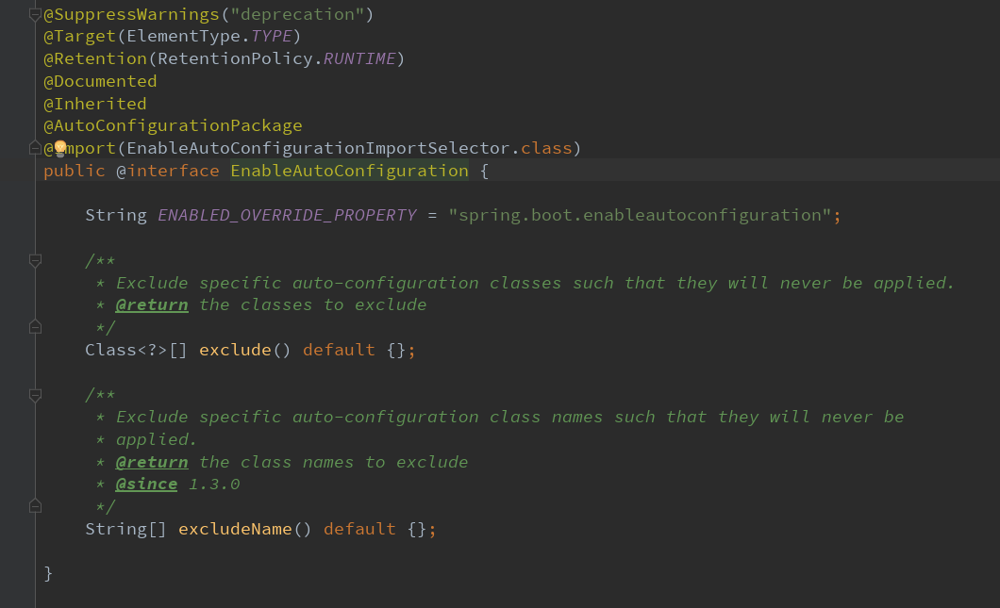 @SuppressWarnings("deprecation")
@Target(ElementType.TYPE)
@Retention(RetentionPolicy.RUNTIME)
@Documented
@Inherited
@AutoConfigurationPackage
@Import(EnableAutoConfigurationImportSelector.class)
public @interface EnableAutoConfiguration {
String ENABLED_OVERRIDE_PROPERTY = "spring.boot.enableautoconfiguration";
/**
* Exclude specific auto-configuration classes such that they will never be applied.
* @return the classes to exclude
*/
Class<?>[] exclude() default {};
/**
* Exclude specific auto-configuration class names such that they will never be
* applied.
* @return the class names to exclude
* @since 1.3.0
*/
String[] excludeName() default {};
}